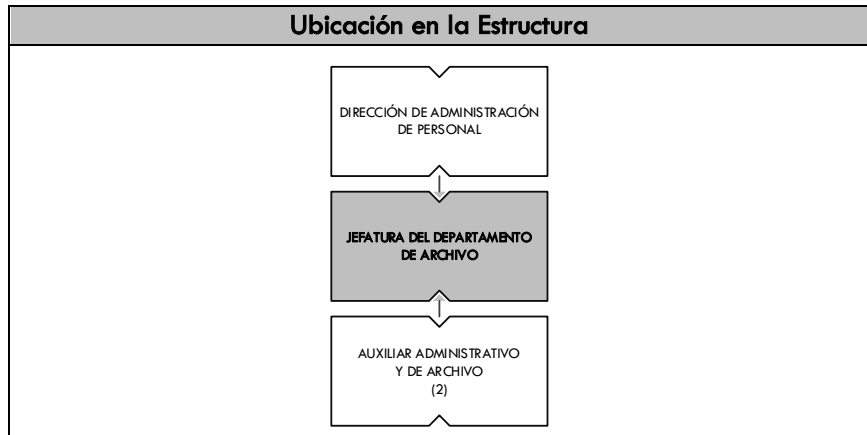 Ubicación en la Estructura
DIRECCIÓN DE ADMINISTRACIÓN
DE PERSONAL
JEFATURA DEL DEPARTAMENTO
DE ARCHIVO
AUXILIAR ADMINISTRATIVO
Y DE ARCHIVO
(2)